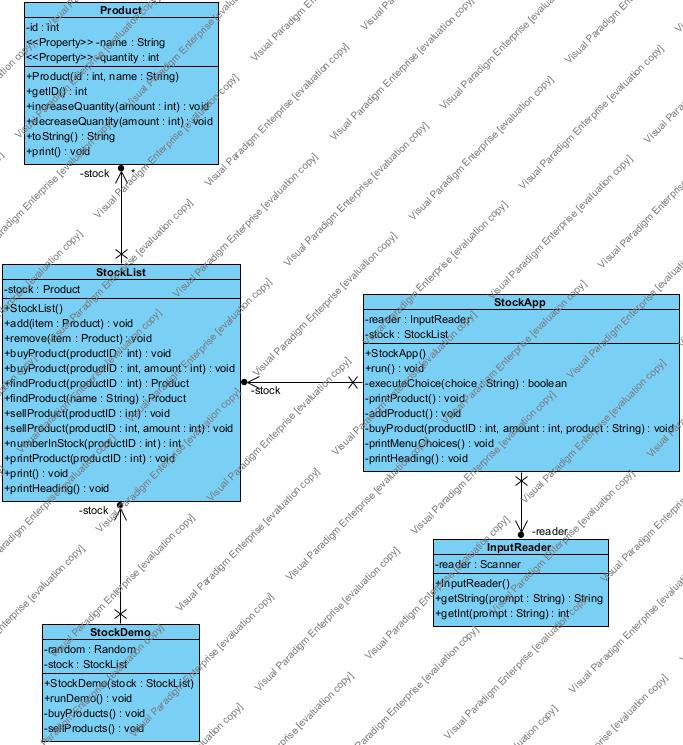 Product
-id : int
<<Property>> -name : String
<<Property>> -quantity : int
+Product(id : int, name : String)
+getID() : int
+increaseQuantity(amount : int) : void
+decreaseQuantity(amount : int) : void
+toString() : String
+print() : void
-stock *
StockList
-stock : Product
+StockList()
+add(item : Product) : void
+remove(item : Product) : void
+buyProduct(productID : int) : void
+buyProduct(productID : int, amount : int) : void
+findProduct(productID : int) : Product
+findProduct(name : String) : Product
+sellProduct(productID : int) : void
+sellProduct(productID : int, amount : int) : void
+numberInStock(productID : int) : int
+printProduct(productID : int) : void
+print() : void
+printHeading() : void
-stock
StockApp
-reader : InputReader
-stock : StockList
+StockApp()
+run() : void
-executeChoice(choice : String) : boolean
-printProduct() : void
-addProduct() : void
-buyProduct(productID : int, amount : int, product : String) : void
-printMenuChoices() : void
-printHeading() : void
-stock
-reader
InputReader
-reader : Scanner
+InputReader()
+getString(prompt : String) : String
+getInt(prompt : String) : int
StockDemo
-random : Random
-stock : StockList
+StockDemo(stock : StockList)
+runDemo() : void
-buyProducts() : void
-sellProducts() : void
Visual Paradigm Enterprise [evaluation copy]